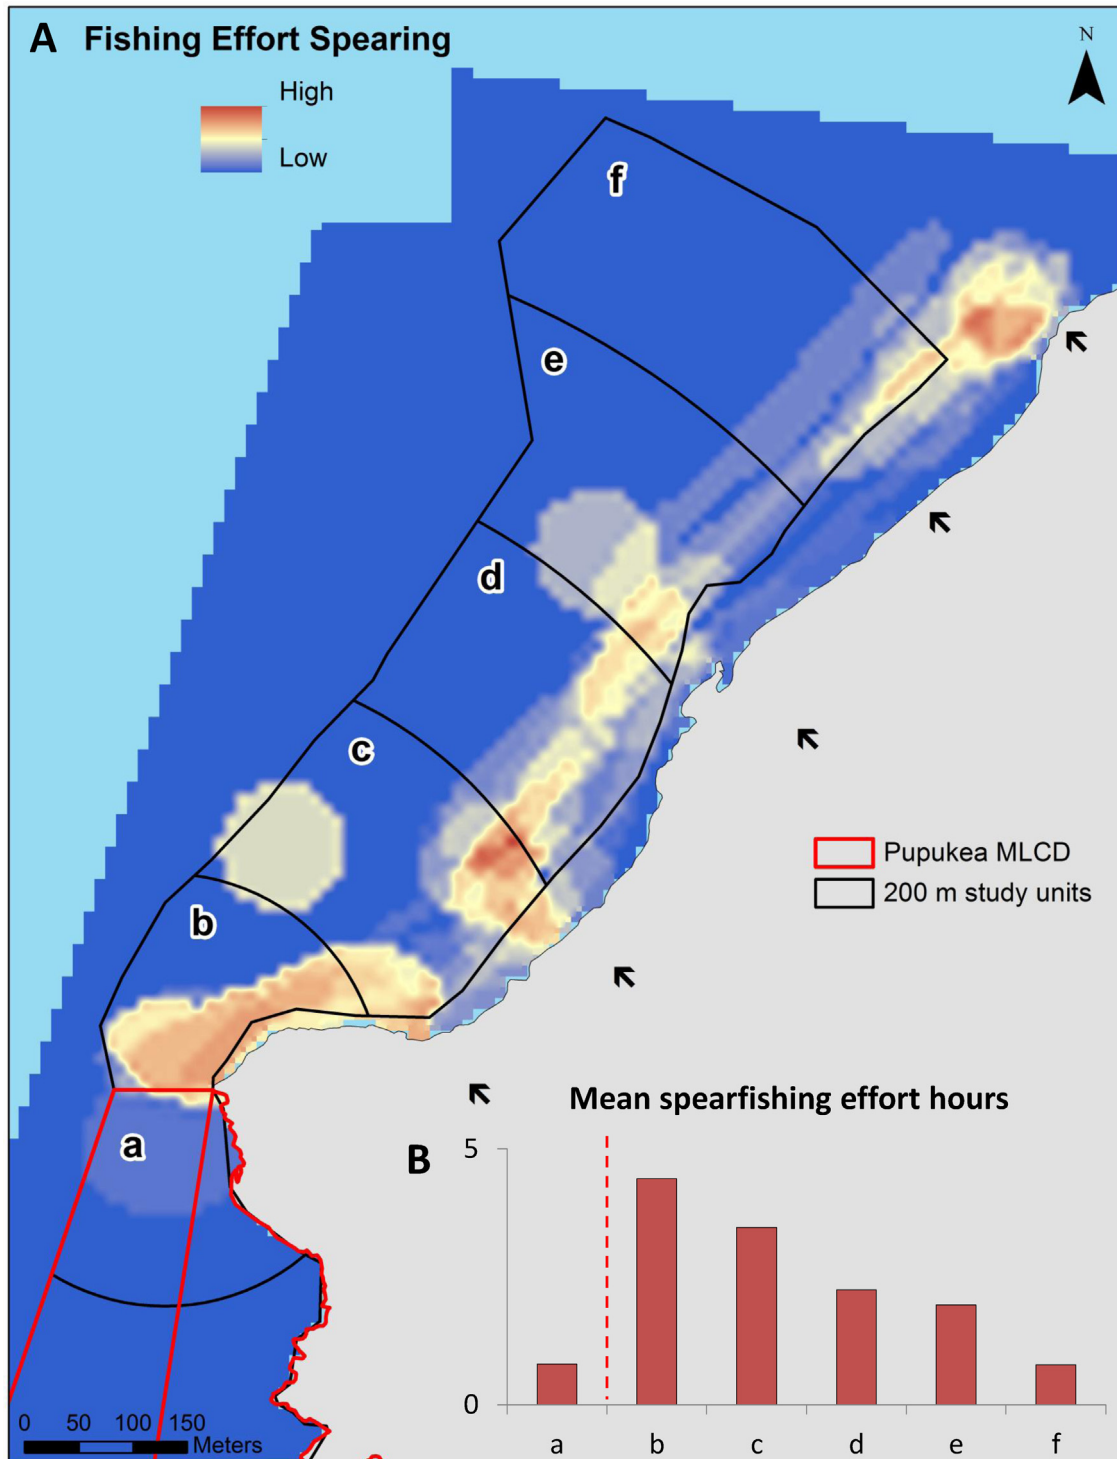 A Fishing Effort Spearing
High
Low
N
f
e
d
c
b
a
Pupukea MLCD
200 m study units
0 50 100 150
Meters
Mean spearfishing effort hours
B
5
0
a b c d e f